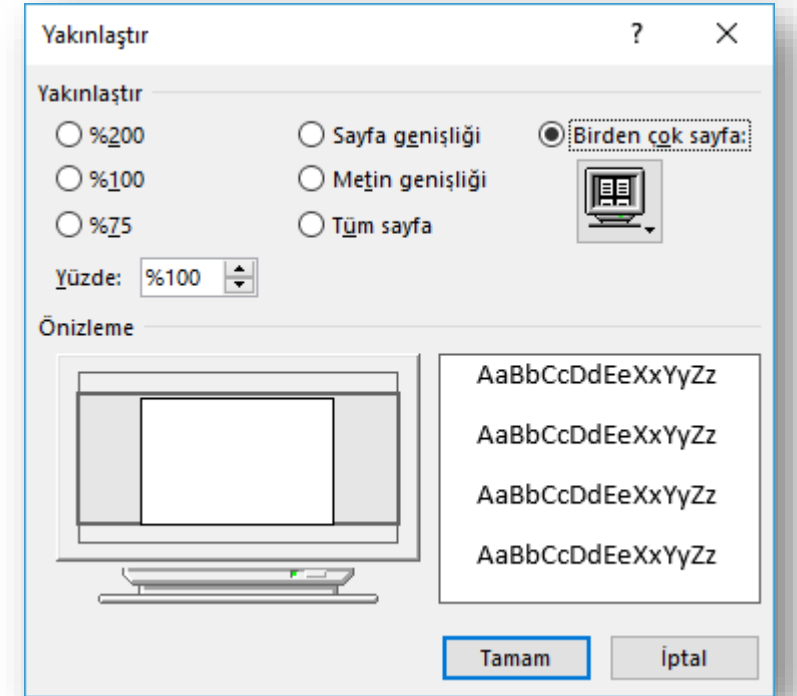 Yakınlaştır
Yakınlaştır
%200 Sayfa genişliği Birden çok sayfa:
%100 Metin genişliği
%75 Tüm sayfa
Yüzde: %100
Önizleme
AaBbCcDdEeXxYyZz
AaBbCcDdEeXxYyZz
AaBbCcDdEeXxYyZz
AaBbCcDdEeXxYyZz
Tamam İptal